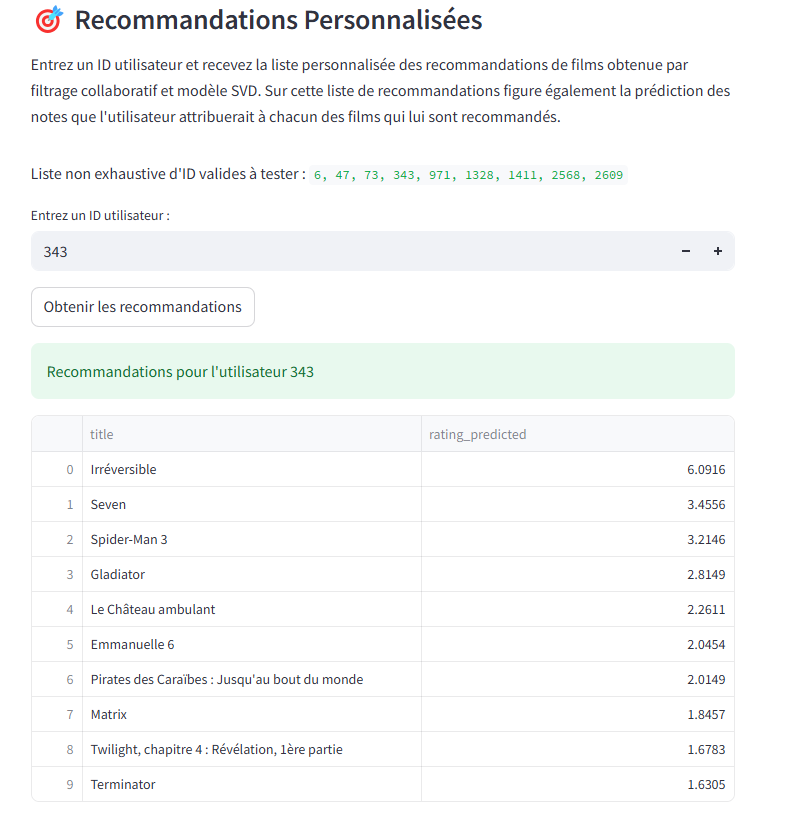 Recommandations Personnalisées
Entrez un ID utilisateur et recevez la liste personnalisée des recommandations de films obtenue par
filtrage collaboratif et modèle SVD. Sur cette liste de recommandations figure également la prédiction des
notes que l'utilisateur attribuerait à chacun des films qui lui sont recommandés.
Liste non exhaustive d'ID valides à tester : 6, 47, 73, 343, 971, 1328, 1411, 2568, 2609
Entrez un ID utilisateur :
343 − +
Obtenir les recommandations
Recommandations pour l'utilisateur 343
title rating_predicted
0 Irréversible 6.0916
1 Seven 3.4556
2 Spider-Man 3 3.2146
3 Gladiator 2.8149
4 Le Château ambulant 2.2611
5 Emmanuelle 6 2.0454
6 Pirates des Caraïbes : Jusqu'au bout du monde 2.0149
7 Matrix 1.8457
8 Twilight, chapitre 4 : Révélation, 1ère partie 1.6783
9 Terminator 1.6305